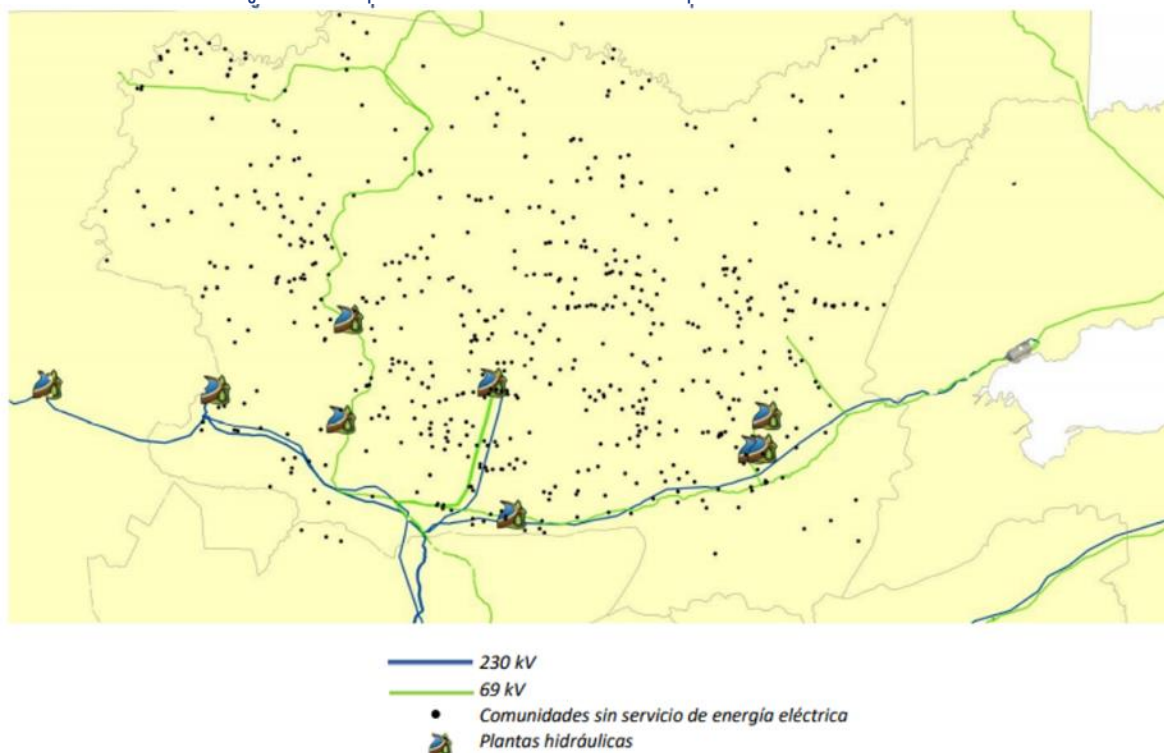 230 kV
69 kV
Comunidades sin servicio de energía eléctrica
Plantas hidráulicas